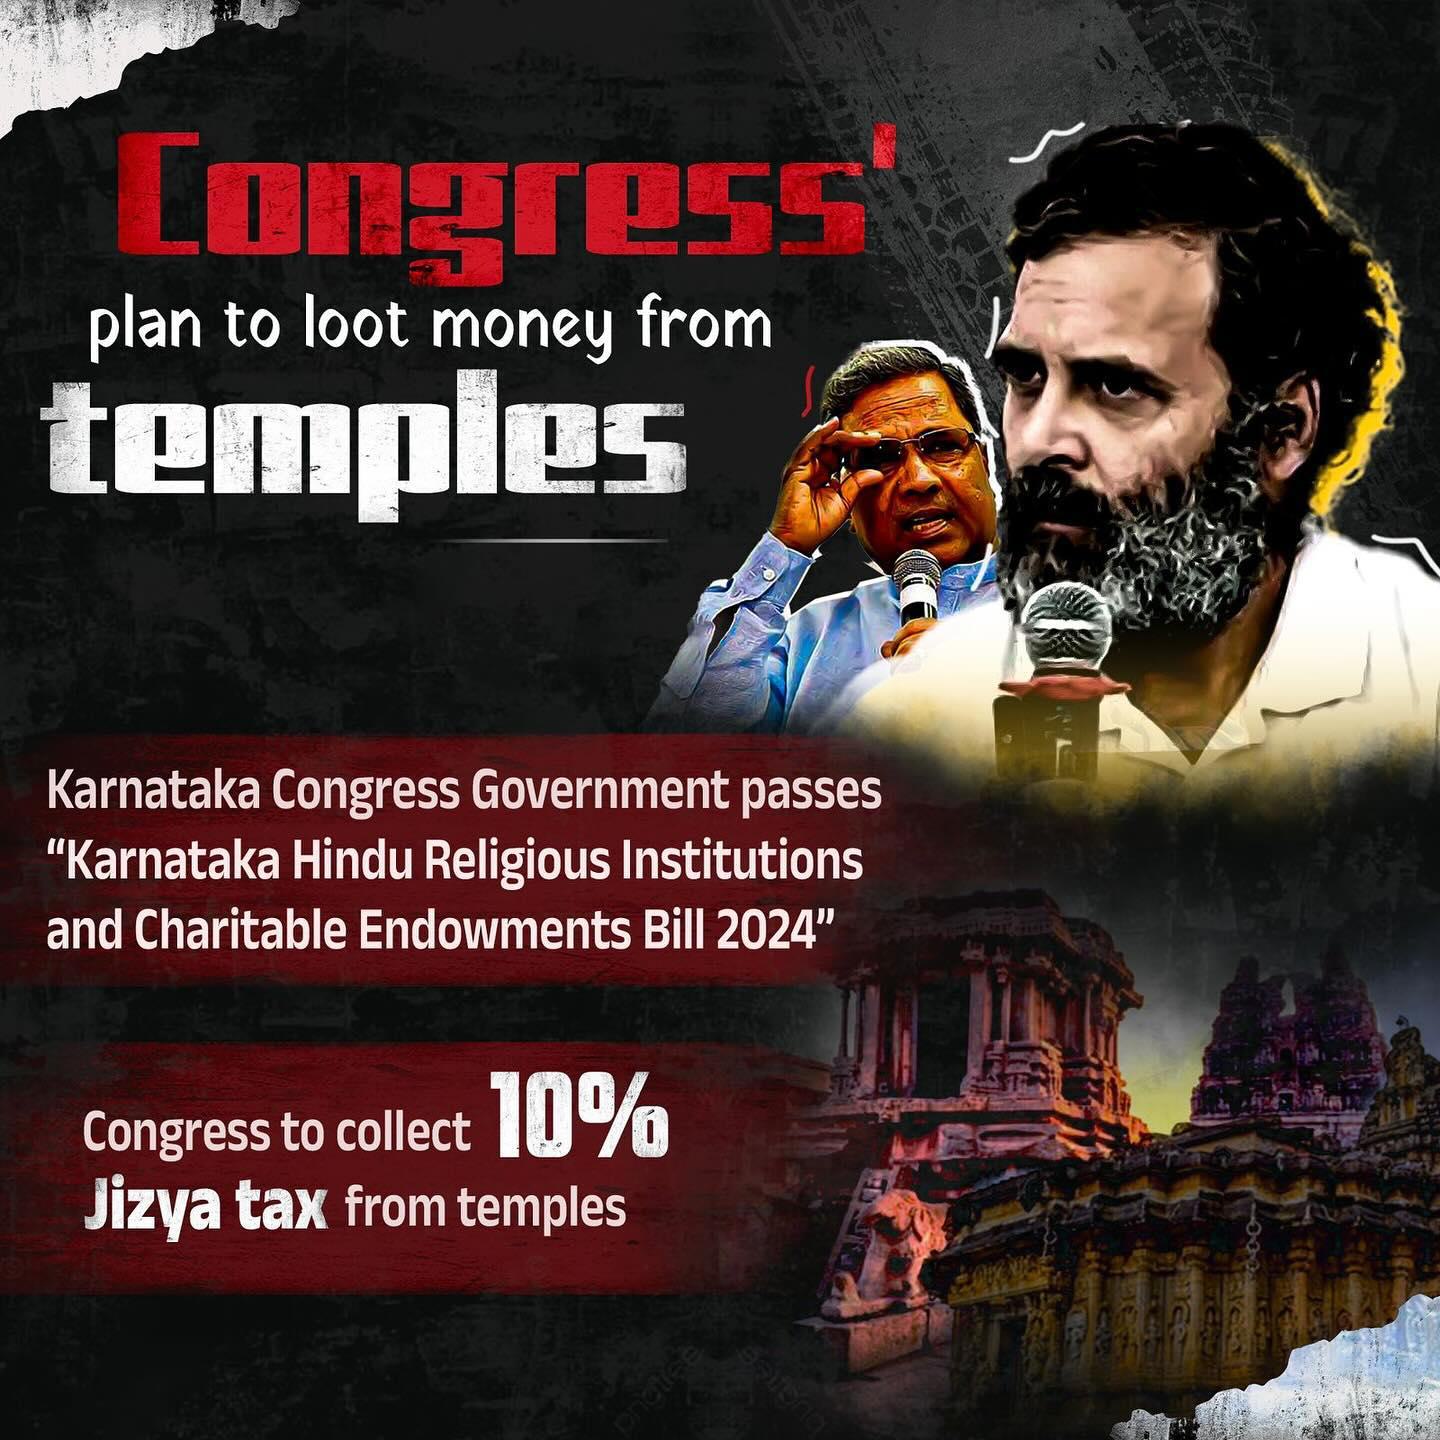 Congress'
plan to loot money from
temples
Karnataka Congress Government passes
“Karnataka Hindu Religious Institutions
and Charitable Endowments Bill 2024”
Congress to collect 10%
Jizya tax from temples